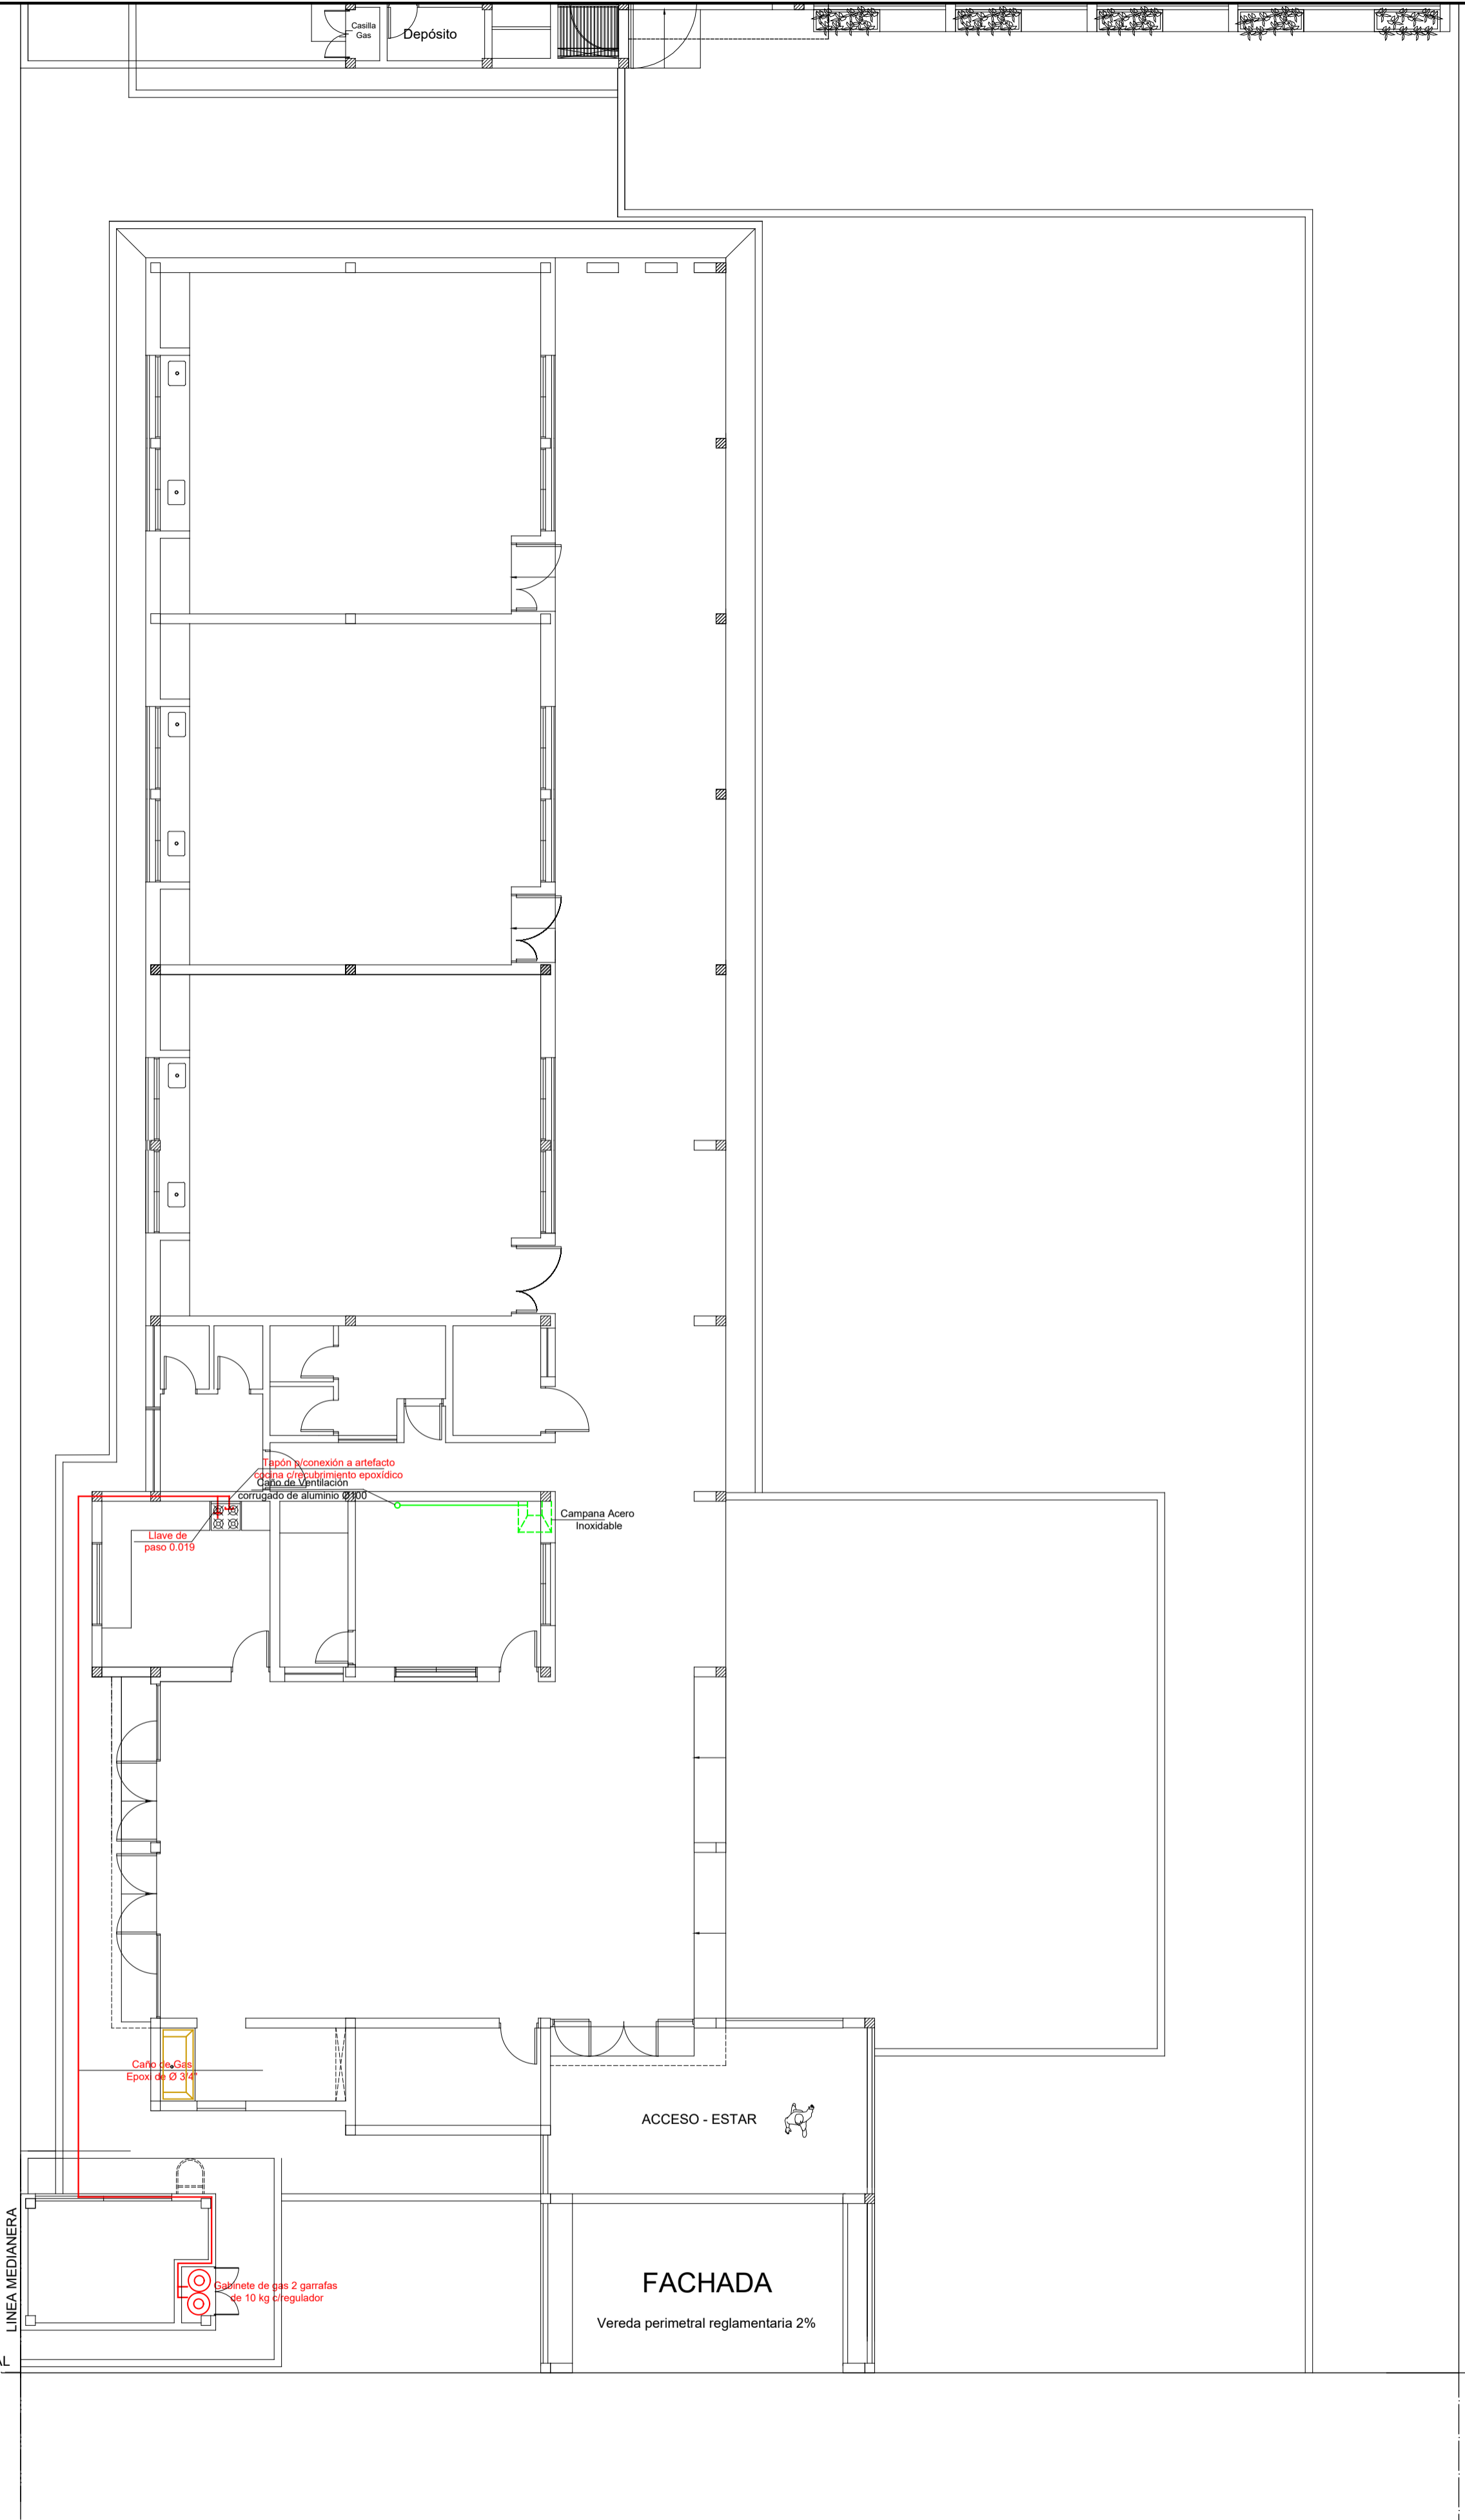 Casilla
Gas
Depósito
Tapón p/conexión a artefacto
cocina c/recubrimiento epoxídico
Caño de Ventilación
corrugado de aluminio Ø100
Campana Acero
Inoxidable
Llave de
paso 0.019
Caño de Gas
Epoxi de Ø 3/4"
ACCESO - ESTAR
LINEA MEDIANERA
Gabinete de gas 2 garrafas
de 10 kg c/regulador
FACHADA
Vereda perimetral reglamentaria 2%
AL